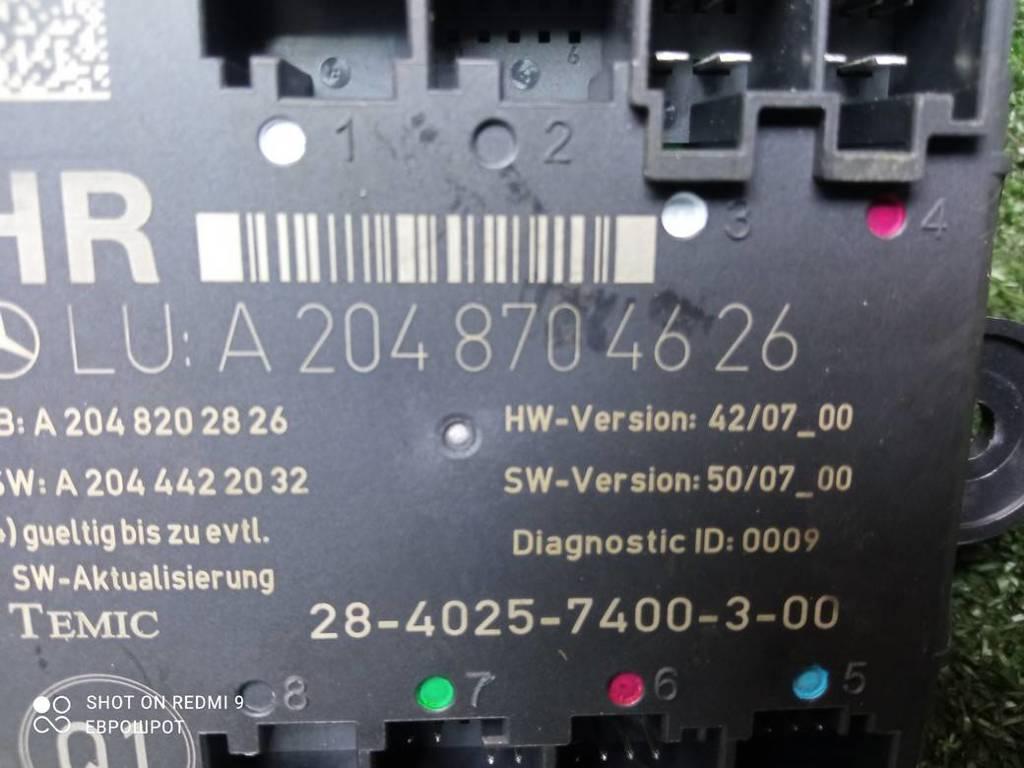 6
1 2
3 4
HR
LU: A 204 870 46 26
B: A 204 820 28 26
HW-Version: 42/07_00
SW: A 204 442 20 32
SW-Version: 50/07_00
) gueltig bis zu evtl.
SW-Aktualisierung
Diagnostic ID: 0009
TEMIC
28-4025-7400-3-00
8 7 6 5
Q1
SHOT ON REDMI 9
ЕВРОШРОТ